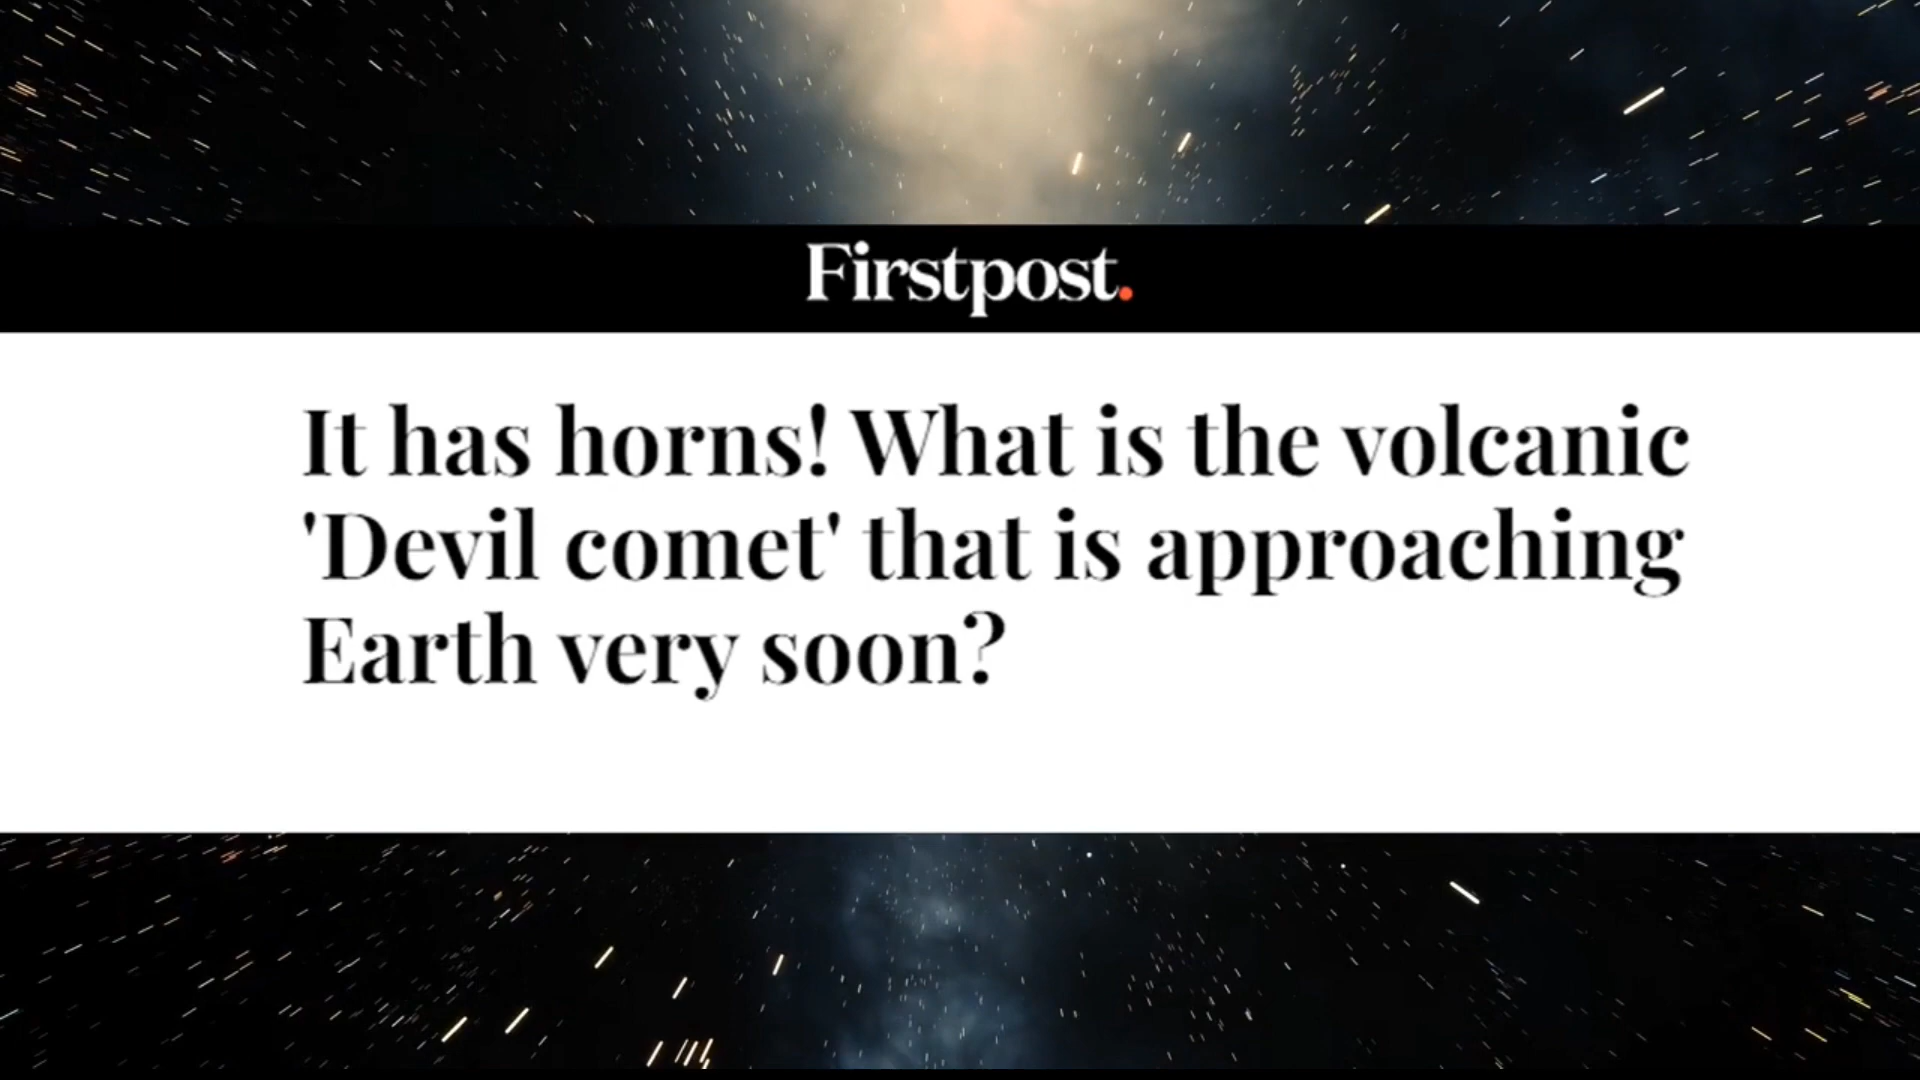 Firstpost.
It has horns! What is the volcanic
'Devil comet' that is approaching
Earth very soon?